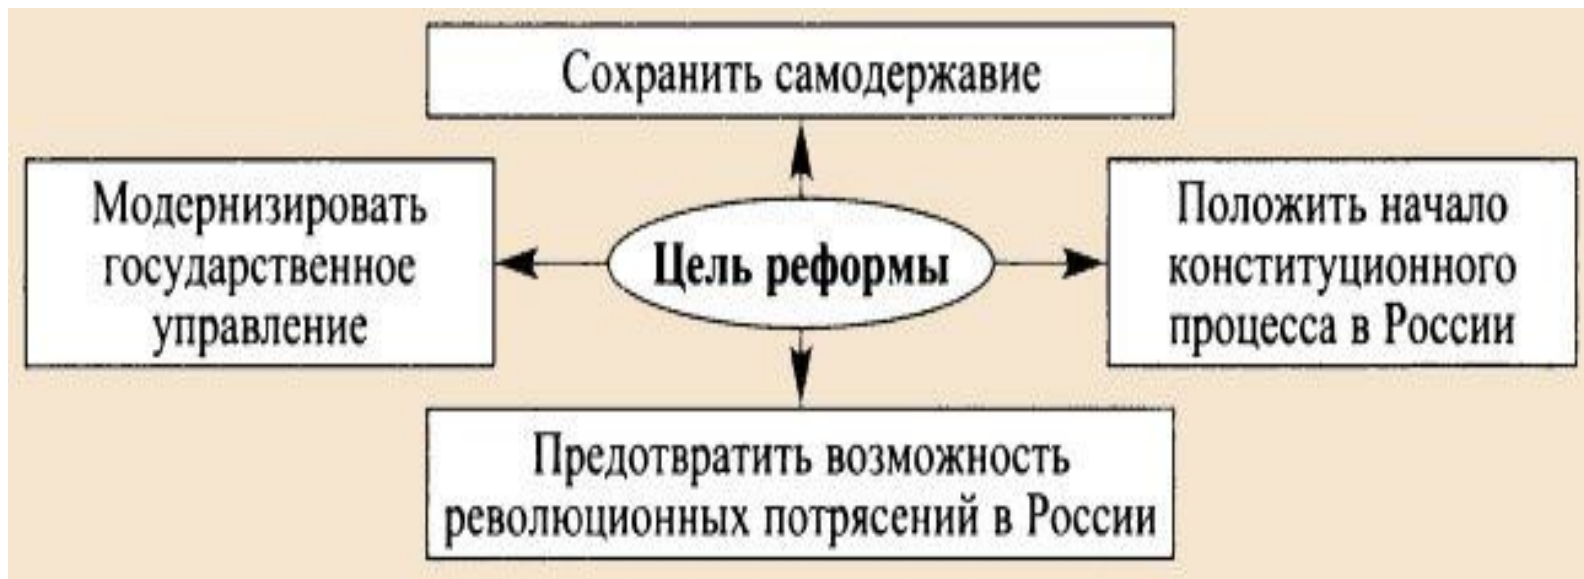 Сохранить самодержавие
Модернизировать
государственное
управление
Цель реформы
Положить начало
конституционного
процесса в России
Предотвратить возможность
революционных потрясений в России